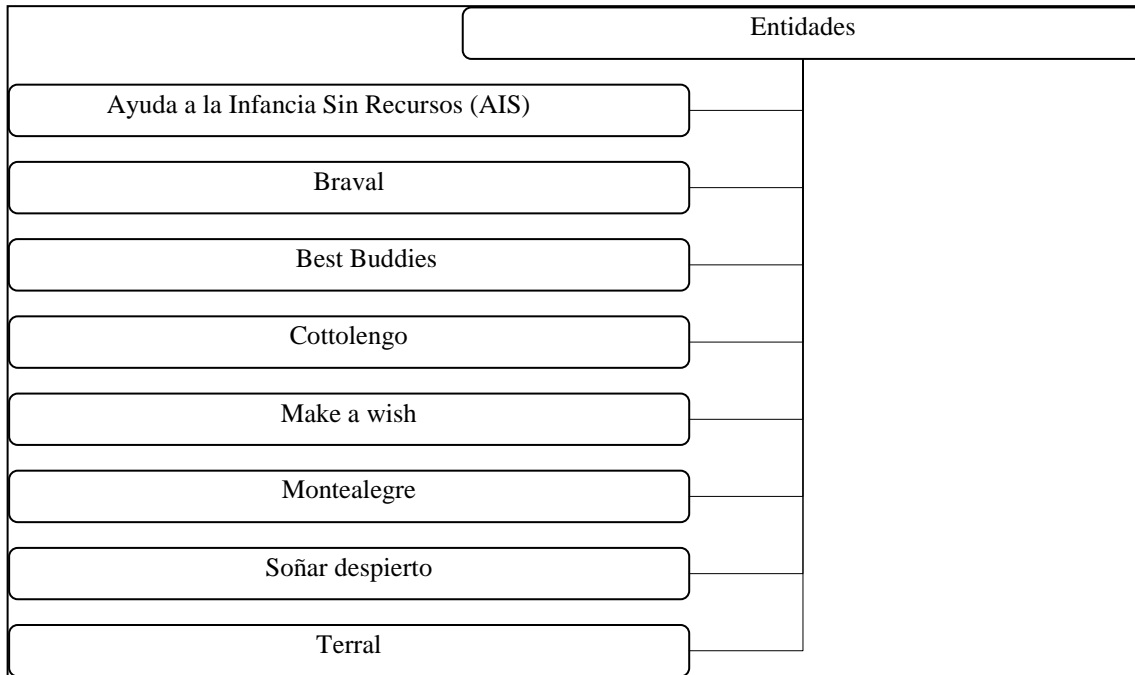 Entidades
Ayuda a la Infancia Sin Recursos (AIS)
Braval
Best Buddies
Cottolengo
Make a wish
Montealegre
Soñar despierto
Terral